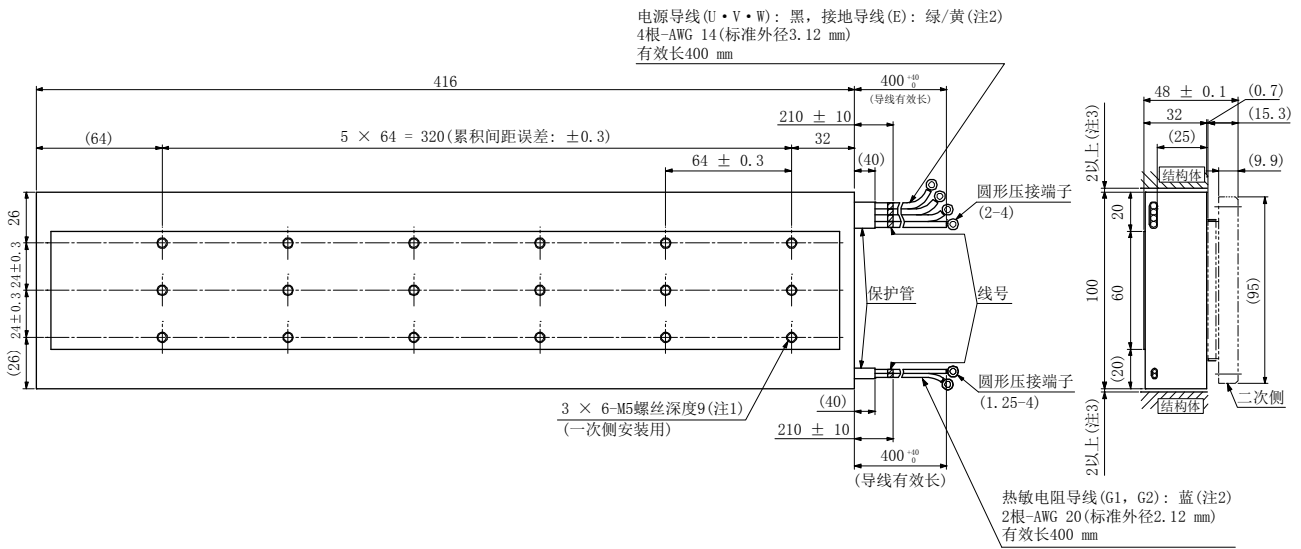 电源导线(U・V・W): 黑, 接地导线(E): 绿/黄(注2)
4根-AWG 14(标准外径3.12 mm)
有效长400 mm
416
400 +40 0
(导线有效长)
48 ± 0.1
(0.7)
210 ± 10
32
(15.3)
(64)
5 × 64 = 320(累积间距误差: ±0.3)
32
(25)
64 ± 0.3
(40)
(9.9)
2以上(注3)
结构体
圆形压接端子
(2-4)
26
20
24±0.3
24±0.3
(26)
保护管
线号
100
60
(95)
(20)
圆形压接端子
(1.25-4)
3 × 6-M5螺丝深度9(注1)
(一次侧安装用)
(40)
210 ± 10
结构体
二次侧
2以上(注3)
400 +40 0
(导线有效长)
热敏电阻导线(G1, G2): 蓝(注2)
2根-AWG 20(标准外径2.12 mm)
有效长400 mm